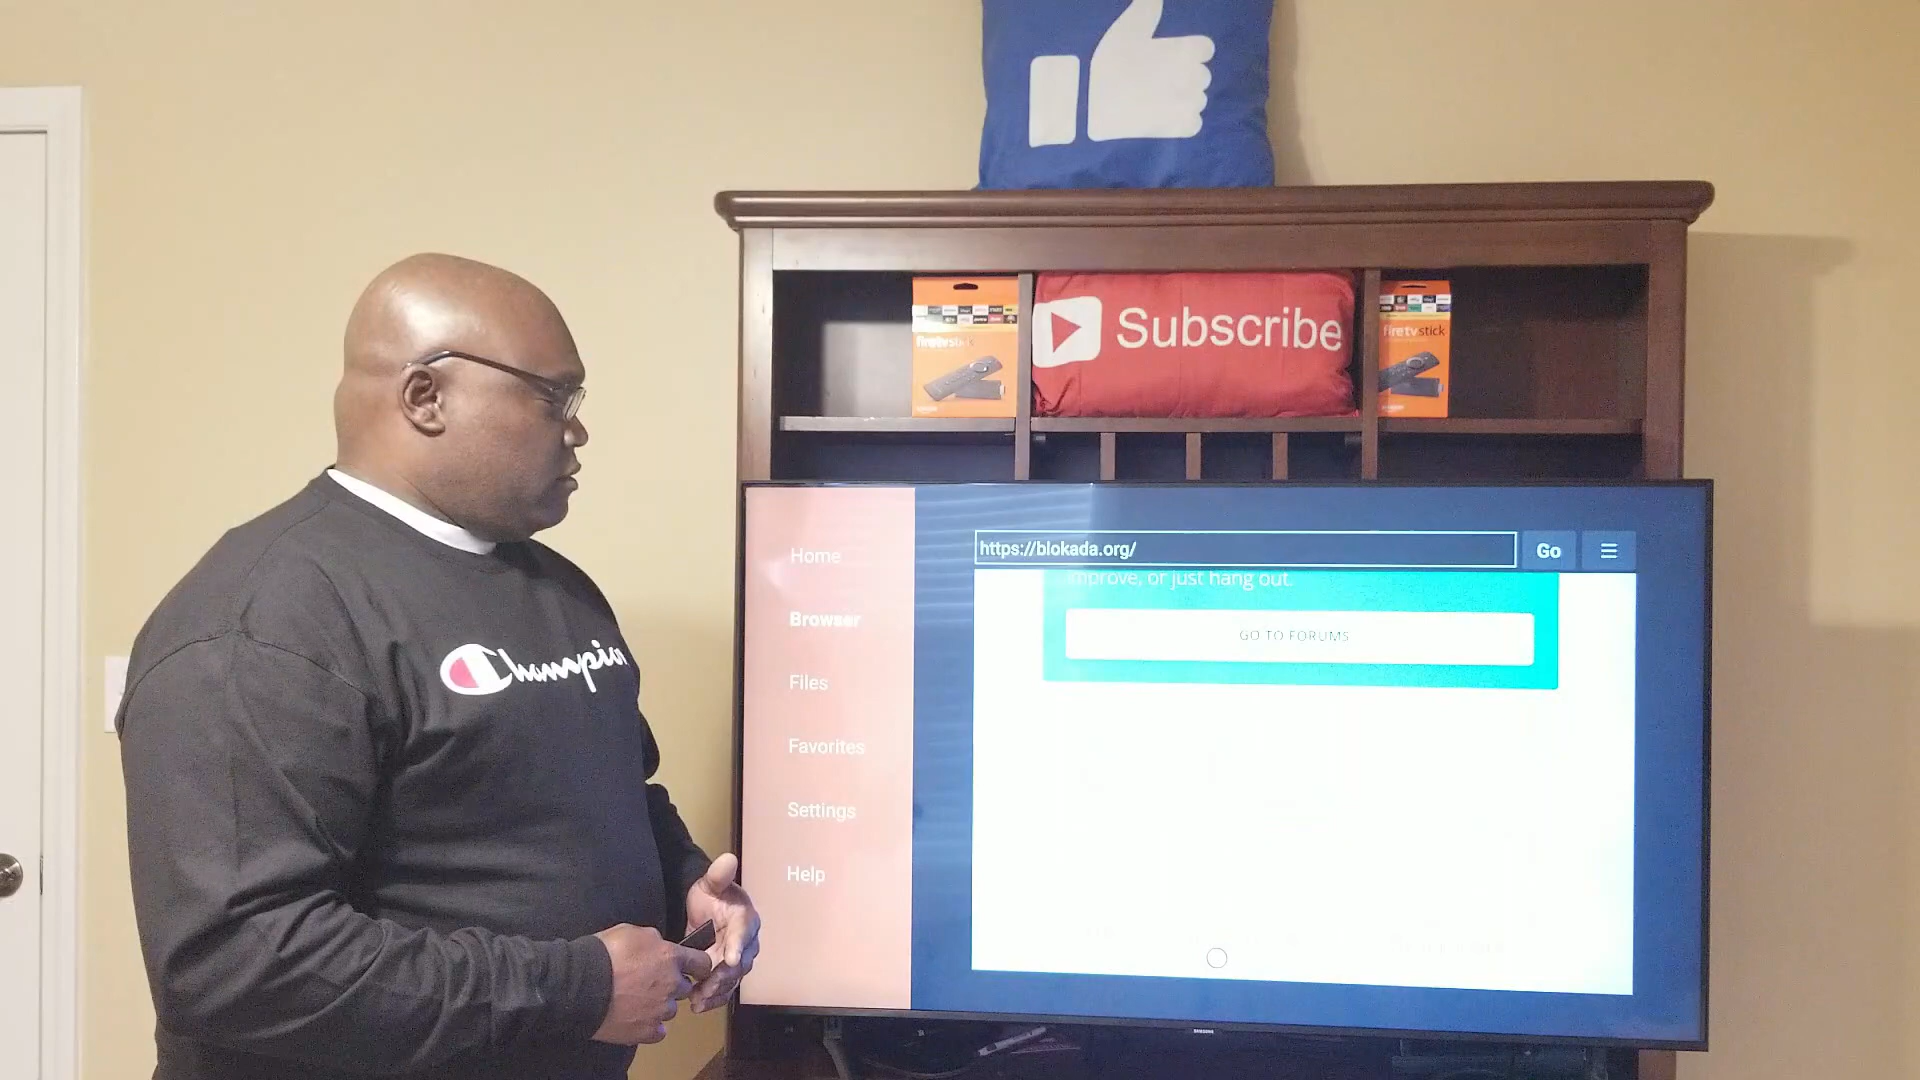 firetvstick
Subscribe
firetvstick
Champion
Home
Browser
Files
Favorites
Settings
Help
https://blokada.org/
Go
improve, or just hang out.
GO TO FORUMS
SAMSUNG